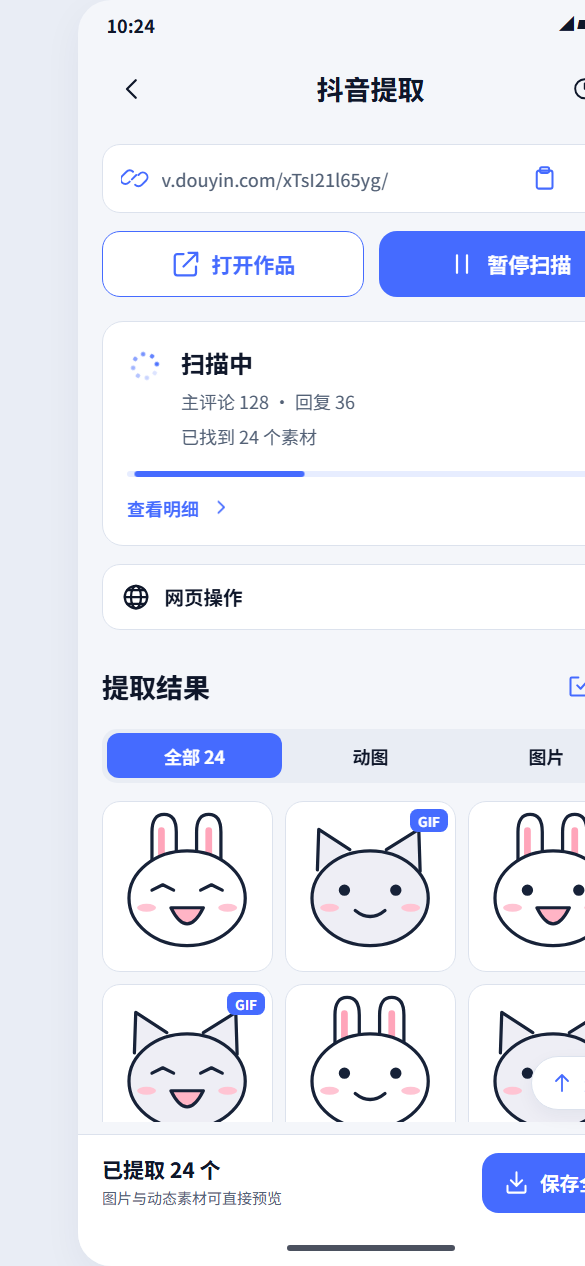 10:24
抖音提取
v.douyin.com/xTsI21l65yg/
打开作品
暂停扫描
扫描中
主评论 128 · 回复 36
已找到 24 个素材
查看明细
网页操作
提取结果
全部 24
动图
图片
GIF
GIF
已提取 24 个
图片与动态素材可直接预览
保存全